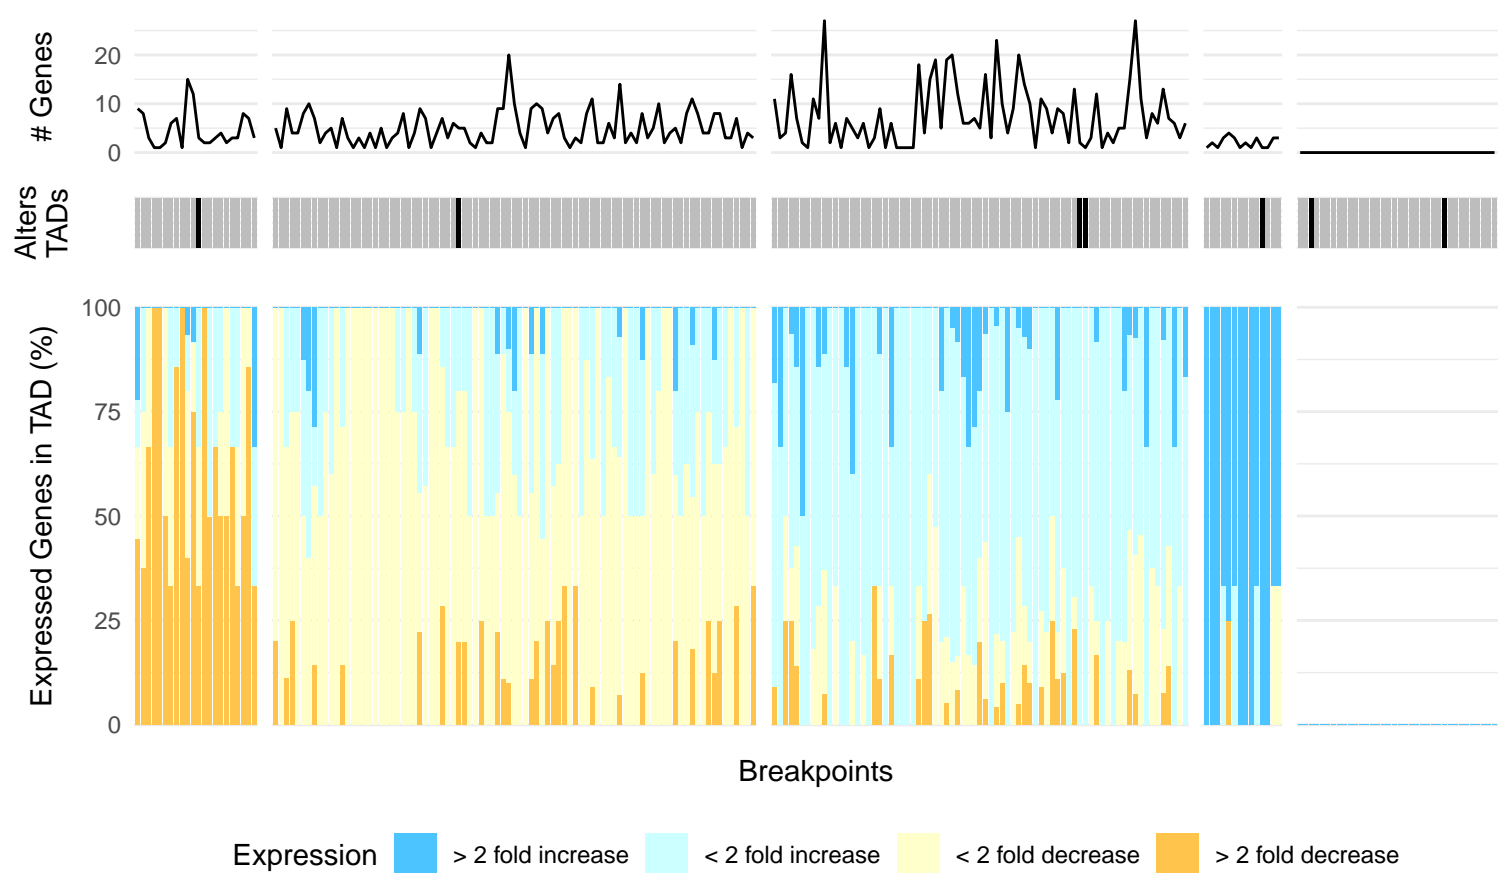 # Genes
20
10
0
Alters
TADs
Expressed Genes in TAD (%)
100
75
50
25
0
Breakpoints
Expression
> 2 fold increase
< 2 fold increase
< 2 fold decrease
> 2 fold decrease